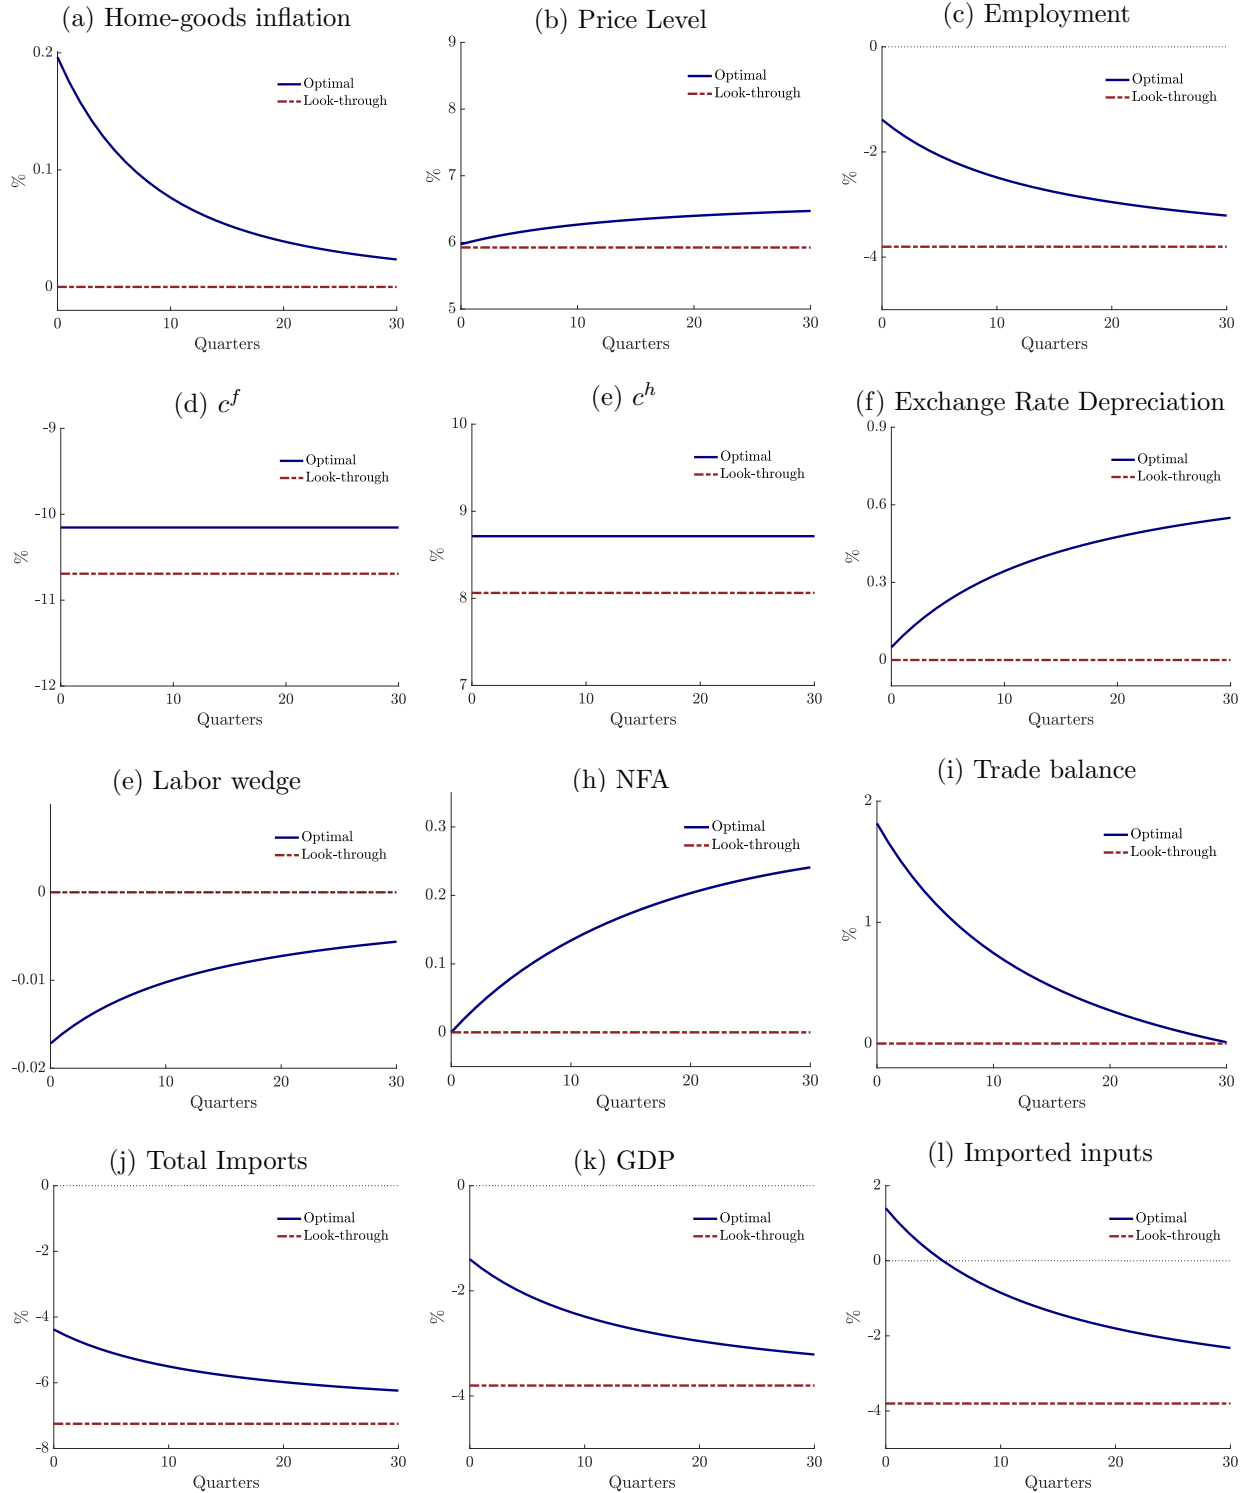 (a) Home-goods inflation
0.2
0.1
0
%
Optimal
Look-through
0 10 20 30
Quarters
(b) Price Level
9
8
7
6
5
%
Optimal
Look-through
0 10 20 30
Quarters
(c) Employment
0
-2
-4
%
Optimal
Look-through
0 10 20 30
Quarters
(d) c^f
-9
-10
-11
-12
%
Optimal
Look-through
0 10 20 30
Quarters
(e) c^h
10
9
8
7
%
Optimal
Look-through
0 10 20 30
Quarters
(f) Exchange Rate Depreciation
0.9
0.6
0.3
0
%
Optimal
Look-through
0 10 20 30
Quarters
(e) Labor wedge
0
-0.01
-0.02
Optimal
Look-through
0 10 20 30
Quarters
(h) NFA
0.3
0.2
0.1
0
Optimal
Look-through
0 10 20 30
Quarters
(i) Trade balance
2
1
0
%
Optimal
Look-through
0 10 20 30
Quarters
(j) Total Imports
0
-2
-4
-6
-8
%
Optimal
Look-through
0 10 20 30
Quarters
(k) GDP
0
-2
-4
%
Optimal
Look-through
0 10 20 30
Quarters
(l) Imported inputs
2
0
-2
-4
%
Optimal
Look-through
0 10 20 30
Quarters